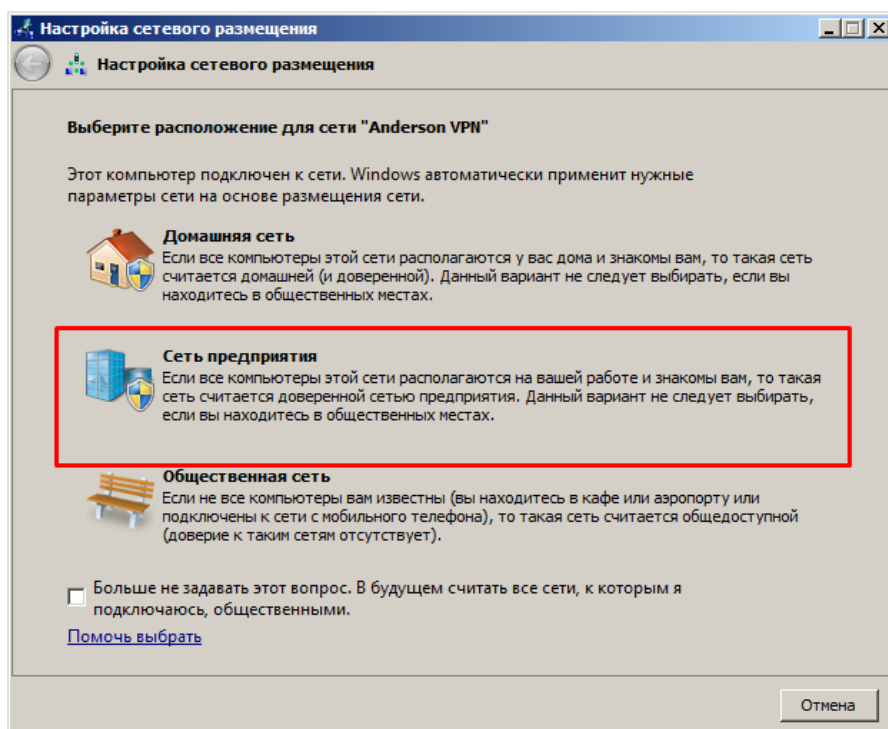 Настройка сетевого размещения
Настройка сетевого размещения
Выберите расположение для сети "Anderson VPN"
Этот компьютер подключен к сети. Windows автоматически применит нужные
параметры сети на основе размещения сети.
Домашняя сеть
Если все компьютеры этой сети располагаются у вас дома и знакомы вам, то такая сеть
считается домашней (и доверенной). Данный вариант не следует выбирать, если вы
находитесь в общественных местах.
Сеть предприятия
Если все компьютеры этой сети располагаются на вашей работе и знакомы вам, то такая
сеть считается доверенной сетью предприятия. Данный вариант не следует выбирать,
если вы находитесь в общественных местах.
Общественная сеть
Если не все компьютеры вам известны (вы находитесь в кафе или аэропорту или
подключены к сети с мобильного телефона), то такая сеть считается общедоступной
(доверие к таким сетям отсутствует).
Больше не задавать этот вопрос. В будущем считать все сети, к которым я
подключаюсь, общественными.
Помочь выбрать
Отмена